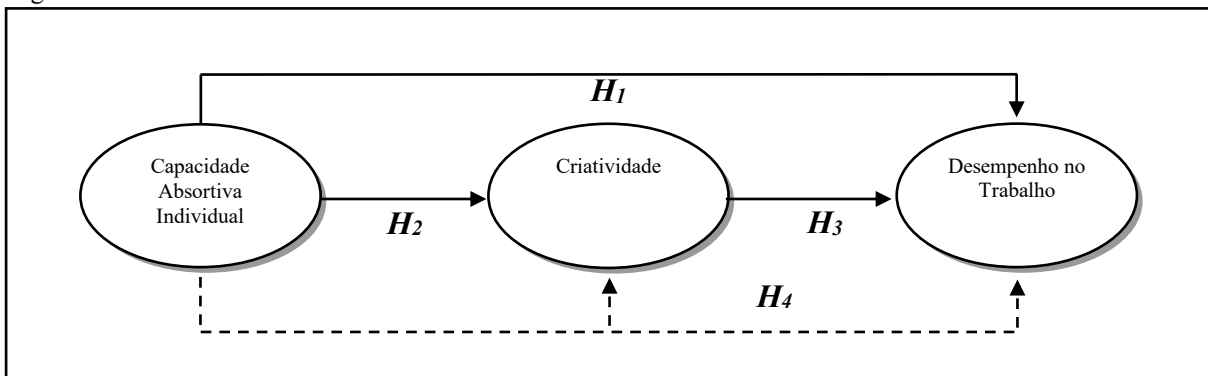 H1
Capacidade
Absortiva
Individual
Criatividade
Desempenho no
Trabalho
H2
H3
H4